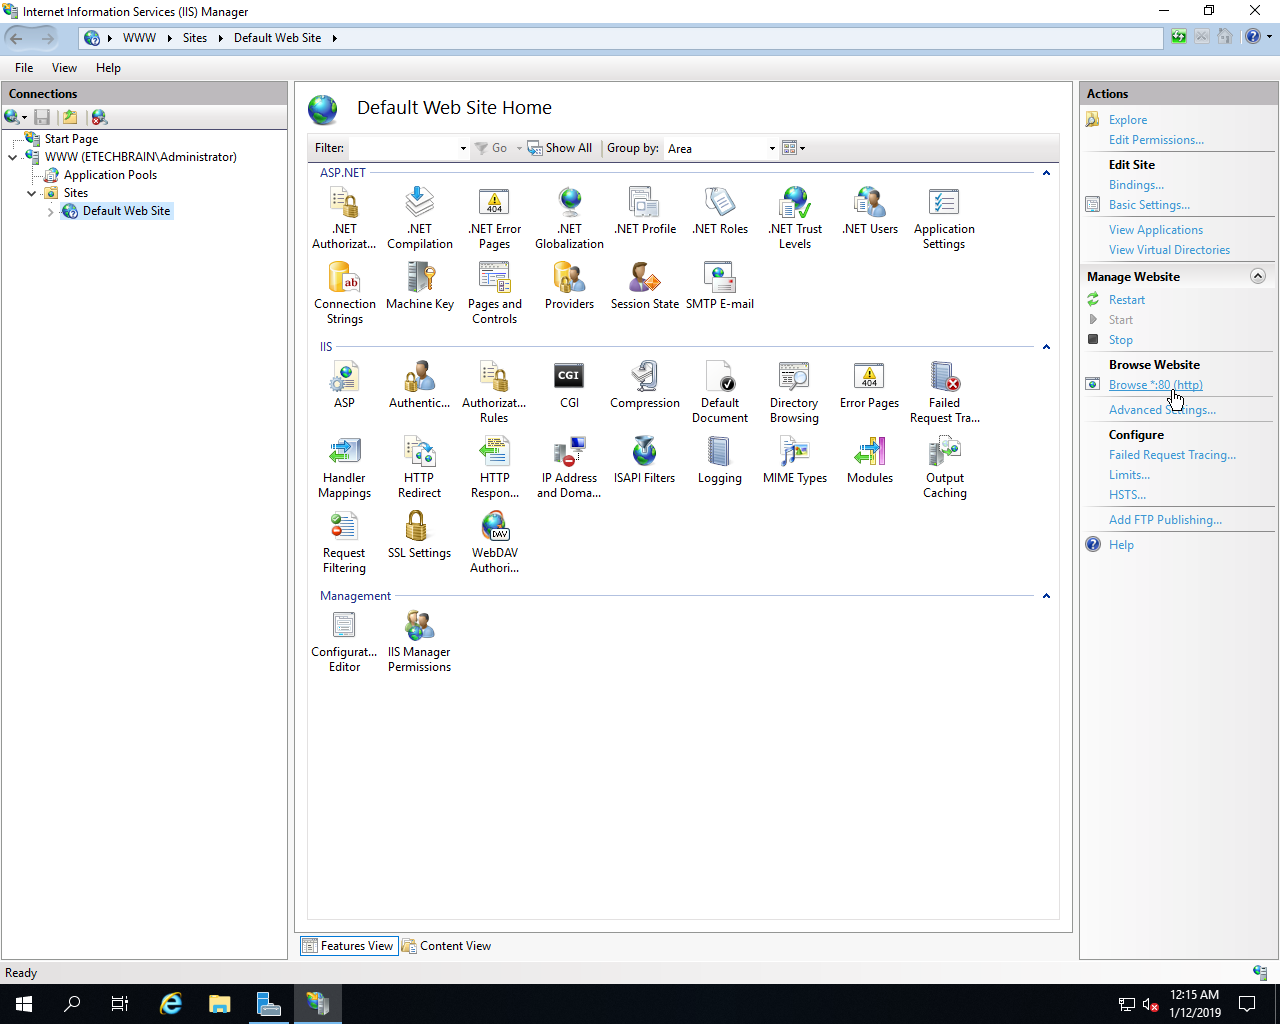 Internet Information Services (IIS) Manager
WWW Sites Default Web Site
File View Help
Connections
Start Page
WWW (ETECHBRAIN\Administrator)
Application Pools
Sites
Default Web Site
Default Web Site Home
Filter: Go Show All Group by: Area
ASP.NET
.NET Authorizat...
.NET Compilation
.NET Error Pages
.NET Globalization
.NET Profile
.NET Roles
.NET Trust Levels
.NET Users
Application Settings
Connection Strings
Machine Key
Pages and Controls
Providers
Session State
SMTP E-mail
IIS
ASP
Authentic...
Authorizat... Rules
CGI
CGI
Compression
Default Document
Directory Browsing
404
Error Pages
Failed Request Tra...
Handler Mappings
HTTP Redirect
HTTP Respon...
IP Address and Doma...
ISAPI Filters
Logging
MIME Types
Modules
Output Caching
Request Filtering
SSL Settings
DAV
WebDAV Authori...
Management
Configurat... Editor
IIS Manager Permissions
Features View Content View
Actions
Explore
Edit Permissions...
Edit Site
Bindings...
Basic Settings...
View Applications
View Virtual Directories
Manage Website
Restart
Start
Stop
Browse Website
Browse *:80 (http)
Advanced Settings...
Configure
Failed Request Tracing...
Limits...
HSTS...
Add FTP Publishing...
Help
Ready
12:15 AM
1/12/2019